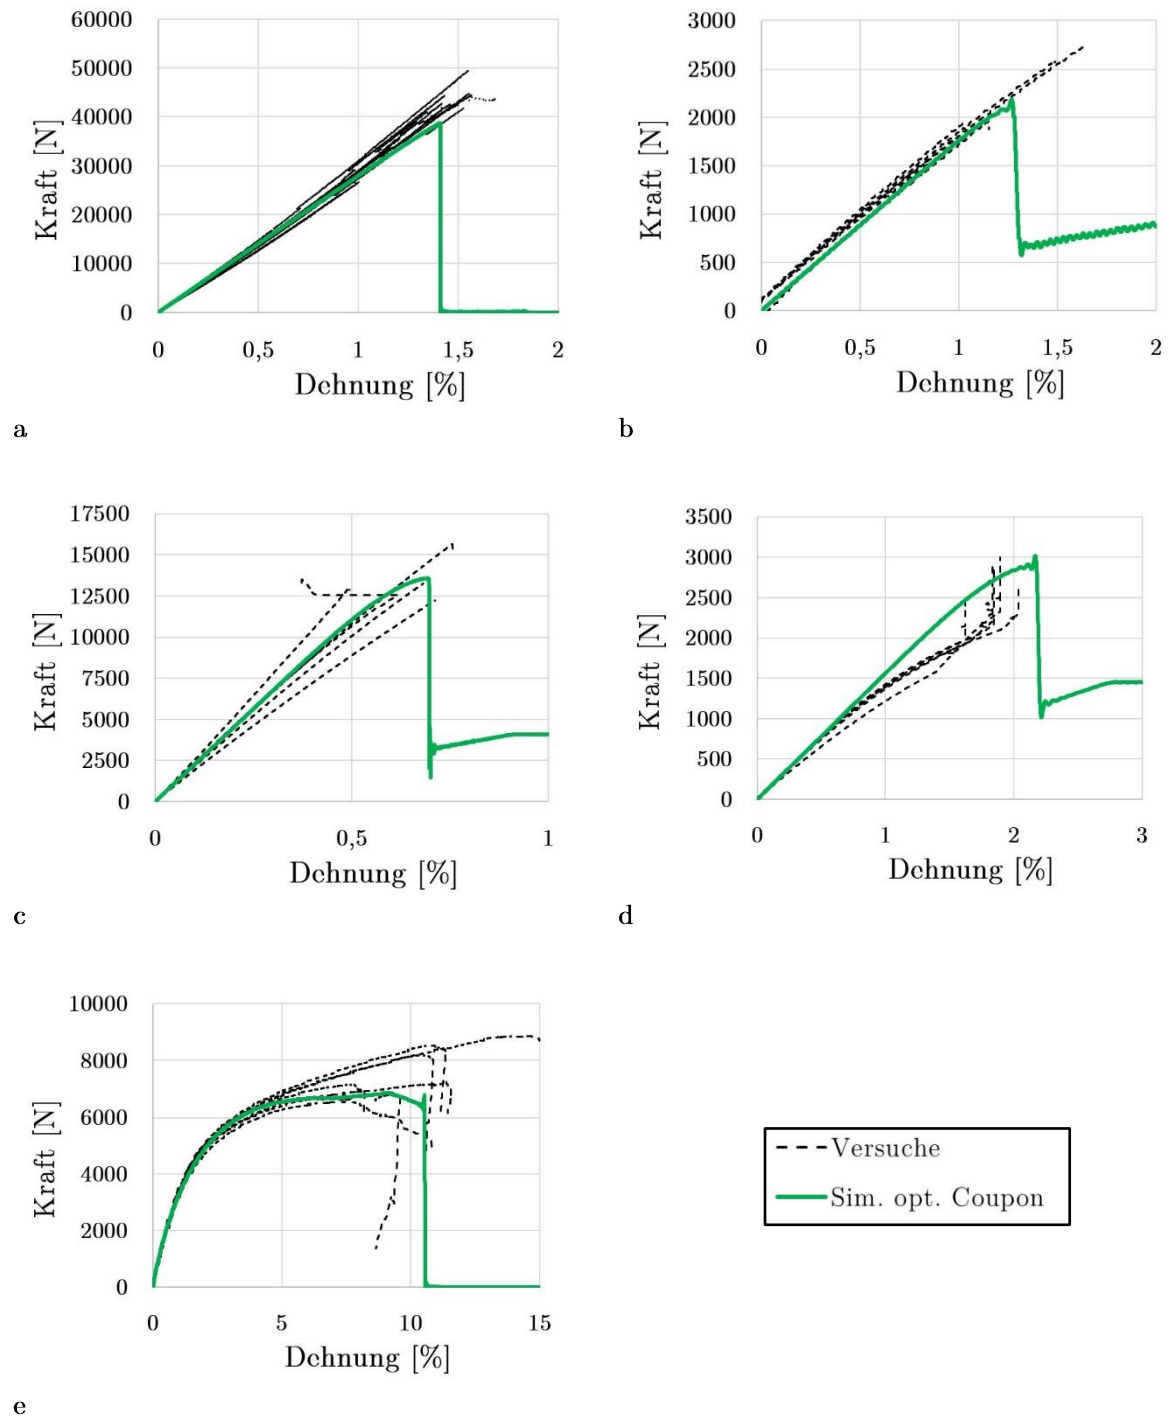 60000
50000
40000
30000
20000
10000
0
0 0,5 1 1,5 2
Kraft [N]
Dehnung [%]
a
3000
2500
2000
1500
1000
500
0
0 0,5 1 1,5 2
Kraft [N]
Dehnung [%]
b
17500
15000
12500
10000
7500
5000
2500
0
0 0,5 1
Kraft [N]
Dehnung [%]
c
3500
3000
2500
2000
1500
1000
500
0
0 1 2 3
Kraft [N]
Dehnung [%]
d
10000
8000
6000
4000
2000
0
0 5 10 15
Kraft [N]
Dehnung [%]
e
Versuche
Sim. opt. Coupon